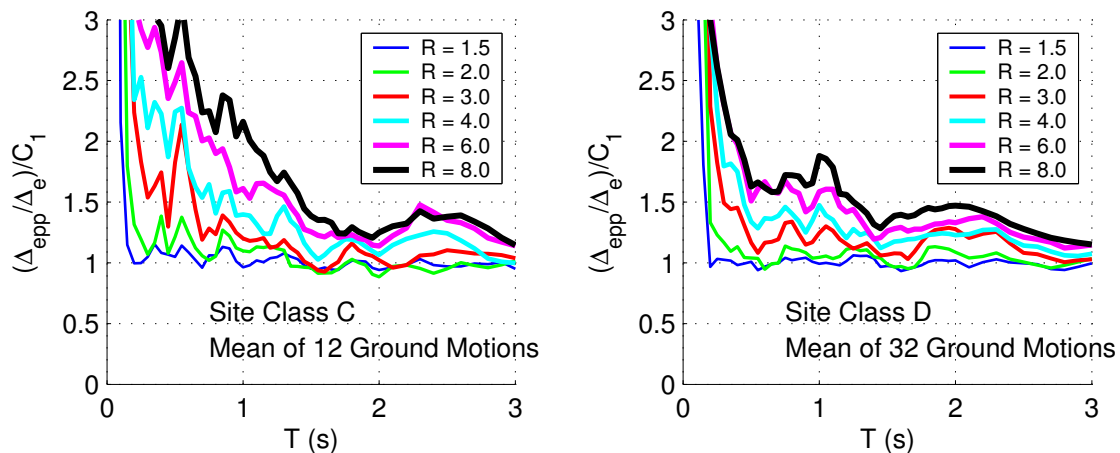 (Δepp/Δe)/C1
3
2.5
2
1.5
1
0.5
0
R = 1.5
R = 2.0
R = 3.0
R = 4.0
R = 6.0
R = 8.0
Site Class C
Mean of 12 Ground Motions
0 1 2 3
T (s)
(Δepp/Δe)/C1
3
2.5
2
1.5
1
0.5
0
R = 1.5
R = 2.0
R = 3.0
R = 4.0
R = 6.0
R = 8.0
Site Class D
Mean of 32 Ground Motions
0 1 2 3
T (s)